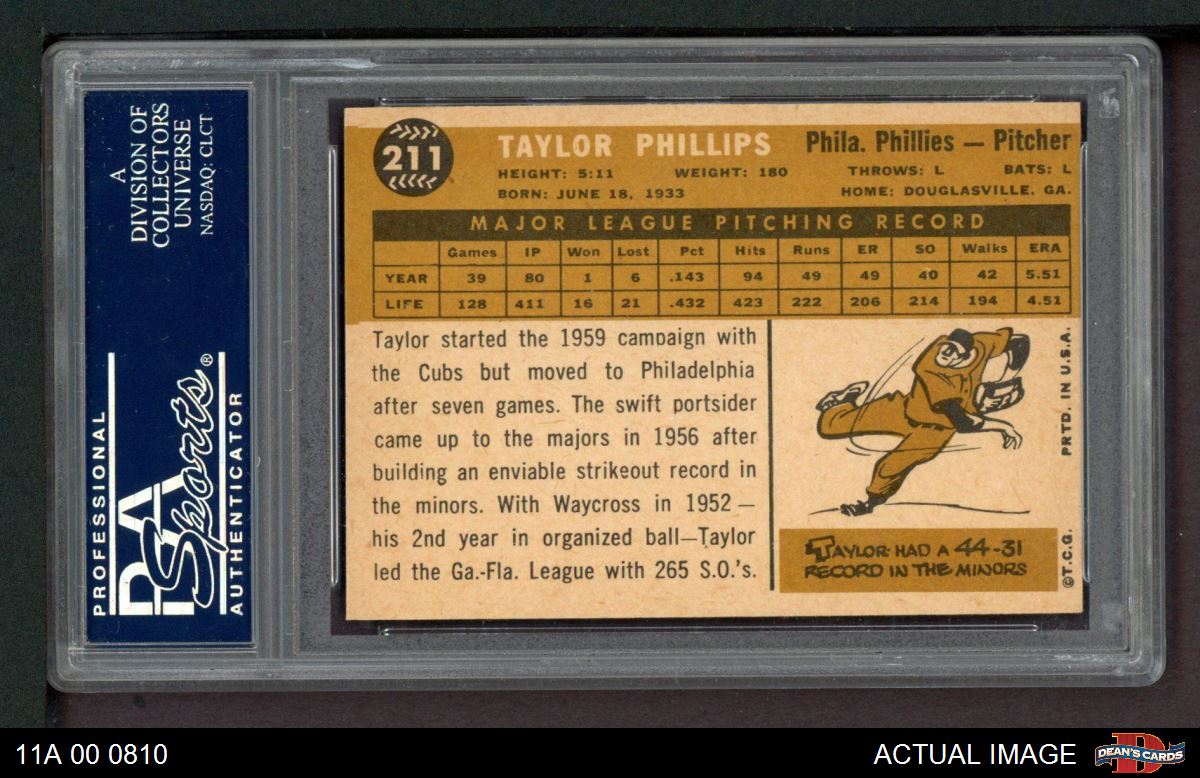 A
DIVISION OF
COLLECTORS
UNIVERSE
NASDAQ: CLCT
PROFESSIONAL
PSA
Sports®
AUTHENTICATOR
211
TAYLOR PHILLIPS
Phila. Phillies — Pitcher
HEIGHT: 5:11 WEIGHT: 180 THROWS: L BATS: L
BORN: JUNE 18, 1933 HOME: DOUGLASVILLE, GA.
MAJOR LEAGUE PITCHING RECORD
Games IP Won Lost Pct Hits Runs ER SO Walks ERA
YEAR 39 80 1 6 .143 94 49 49 40 42 5.51
LIFE 128 411 16 21 .432 423 222 206 214 194 4.51
Taylor started the 1959 campaign with
the Cubs but moved to Philadelphia
after seven games. The swift portsider
came up to the majors in 1956 after
building an enviable strikeout record in
the minors. With Waycross in 1952 —
his 2nd year in organized ball—Taylor
led the Ga.-Fla. League with 265 S.O.'s.
TAYLOR HAD A 44-31
RECORD IN THE MINORS
©T.C.G. PRTD. IN U.S.A.
11A 00 0810
ACTUAL IMAGE
DEAN'S CARDS